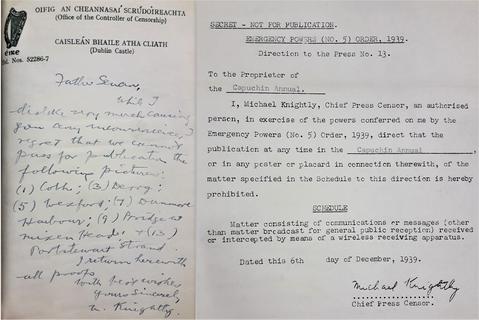 OIFIG AN CHEANNASAÍ SCRÚDOIREACHTA
(Office of the Controller of Censorship)
CAISLEÁN BHAILE ATHA CLIATH
(Dublin Castle)
éire
Nos. 52286-7
Father Senan,
While I
dislike very much causing
you any inconvenience, I
regret that we cannot
pass for publication the
following pictures:
(1) Cobh; (3) Derry;
(5) Wexford; (7) Dunmore
Harbour; (9) Bridge at
Mizen Head; & (13)
Portstewart Strand.
I return herewith
all proofs.
With best wishes
Yours Sincerely,
M. Knightly.
SECRET - NOT FOR PUBLICATION.
EMERGENCY POWERS (NO. 5) ORDER, 1939.
Direction to the Press No. 13.
To the Proprietor of
the Capuchin Annual.
I, Michael Knightly, Chief Press Censor, an authorised
person, in exercise of the powers conferred on me by the
Emergency Powers (No. 5) Order, 1939, direct that the
publication at any time in the Capuchin Annual
or in any poster or placard in connection therewith, of the
matter specified in the Schedule to this direction is hereby
prohibited.
SCHEDULE
Matter consisting of communications or messages (other
than matter broadcast for general public reception) received
or intercepted by means of a wireless receiving apparatus.
Dated this 6th day of December, 1939.
Michael Knightly
Chief Press Censor.